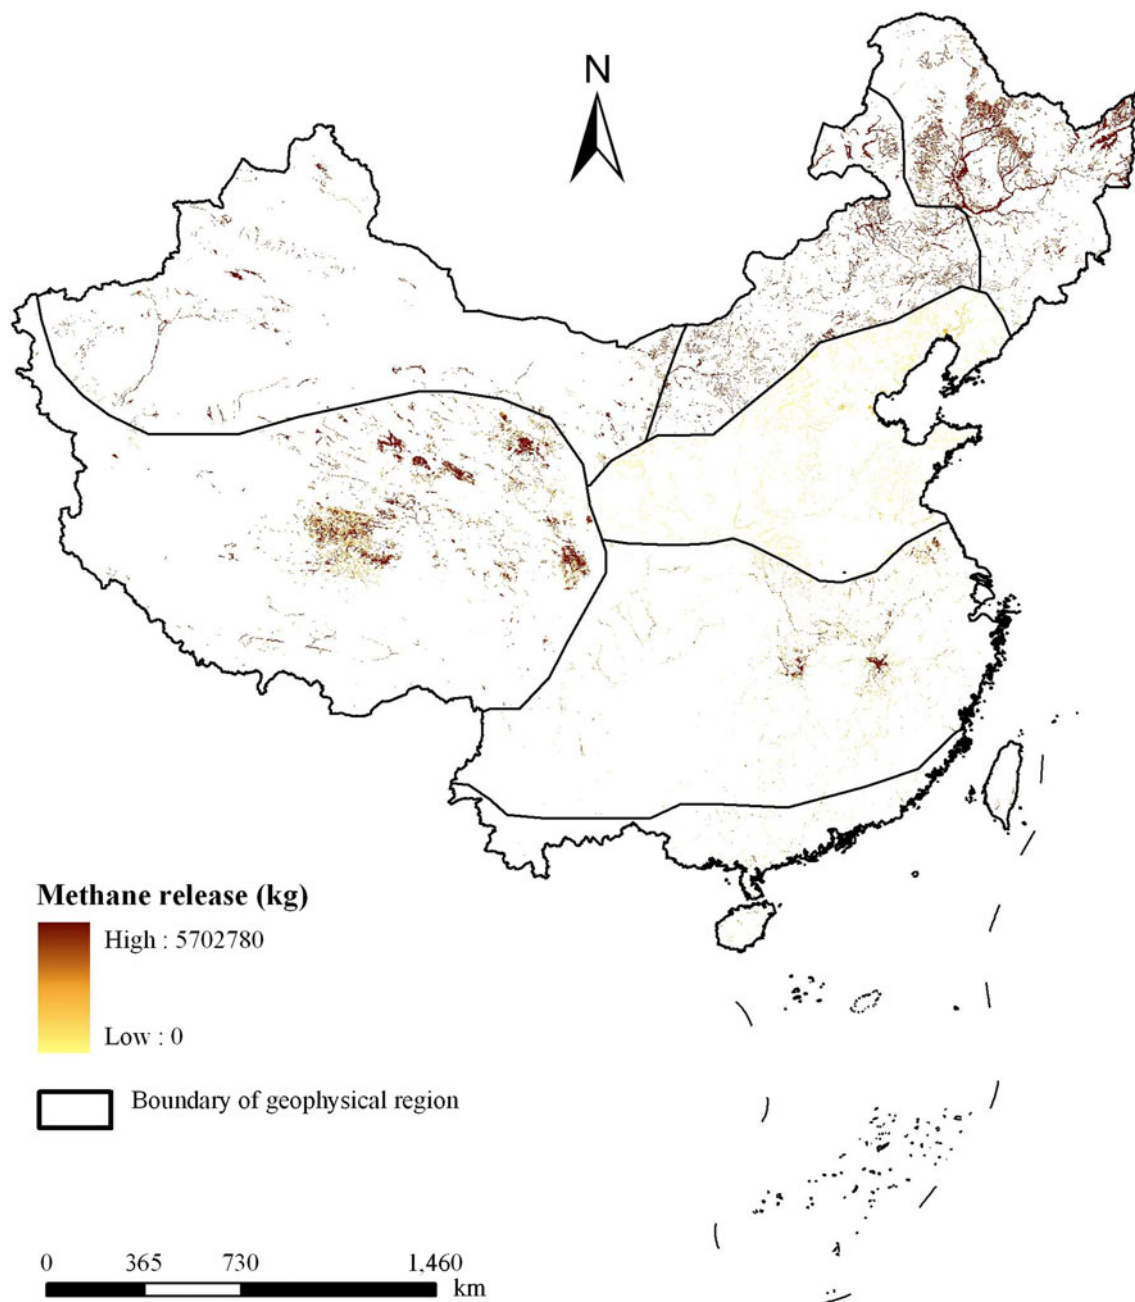 N
Methane release (kg)
High : 5702780
Low : 0
Boundary of geophysical region
0 365 730 1,460
km